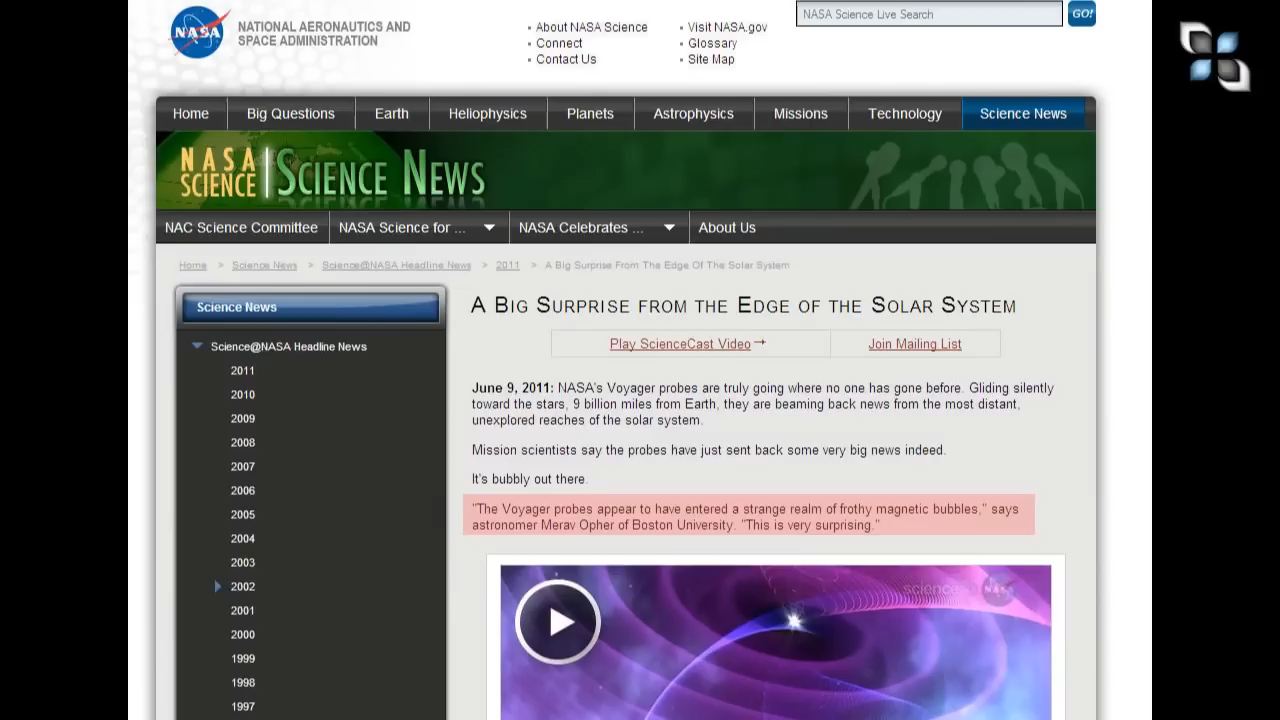 NASA
NATIONAL AERONAUTICS AND
SPACE ADMINISTRATION
About NASA Science
Connect
Contact Us
Visit NASA.gov
Glossary
Site Map
NASA Science Live Search
GO!
Home
Big Questions
Earth
Heliophysics
Planets
Astrophysics
Missions
Technology
Science News
NASA
SCIENCE
SCIENCE NEWS
NAC Science Committee
NASA Science for ...
NASA Celebrates ...
About Us
Home > Science News > Science@NASA Headline News > 2011 > A Big Surprise From The Edge Of The Solar System
Science News
Science@NASA Headline News
2011
2010
2009
2008
2007
2006
2005
2004
2003
2002
2001
2000
1999
1998
1997
A BIG SURPRISE FROM THE EDGE OF THE SOLAR SYSTEM
Play ScienceCast Video →
Join Mailing List
June 9, 2011: NASA's Voyager probes are truly going where no one has gone before. Gliding silently
toward the stars, 9 billion miles from Earth, they are beaming back news from the most distant,
unexplored reaches of the solar system.
Mission scientists say the probes have just sent back some very big news indeed.
It's bubbly out there.
"The Voyager probes appear to have entered a strange realm of frothy magnetic bubbles," says
astronomer Merav Opher of Boston University. "This is very surprising."